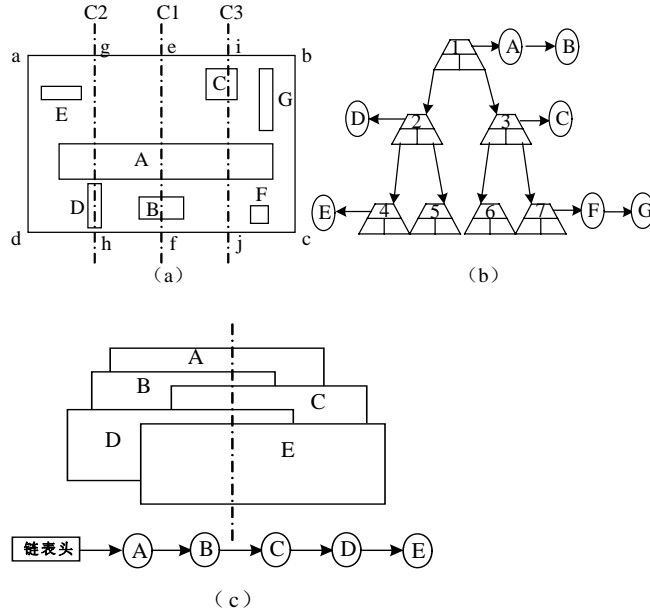 C2 C1 C3
a g e i b
C
E G
A
D B F
d h f j c
(a)
1 A B
D 2 3 C
E 4 5 6 7 F G
(b)
A
B
C
D E
链表头 A B C D E
(c)